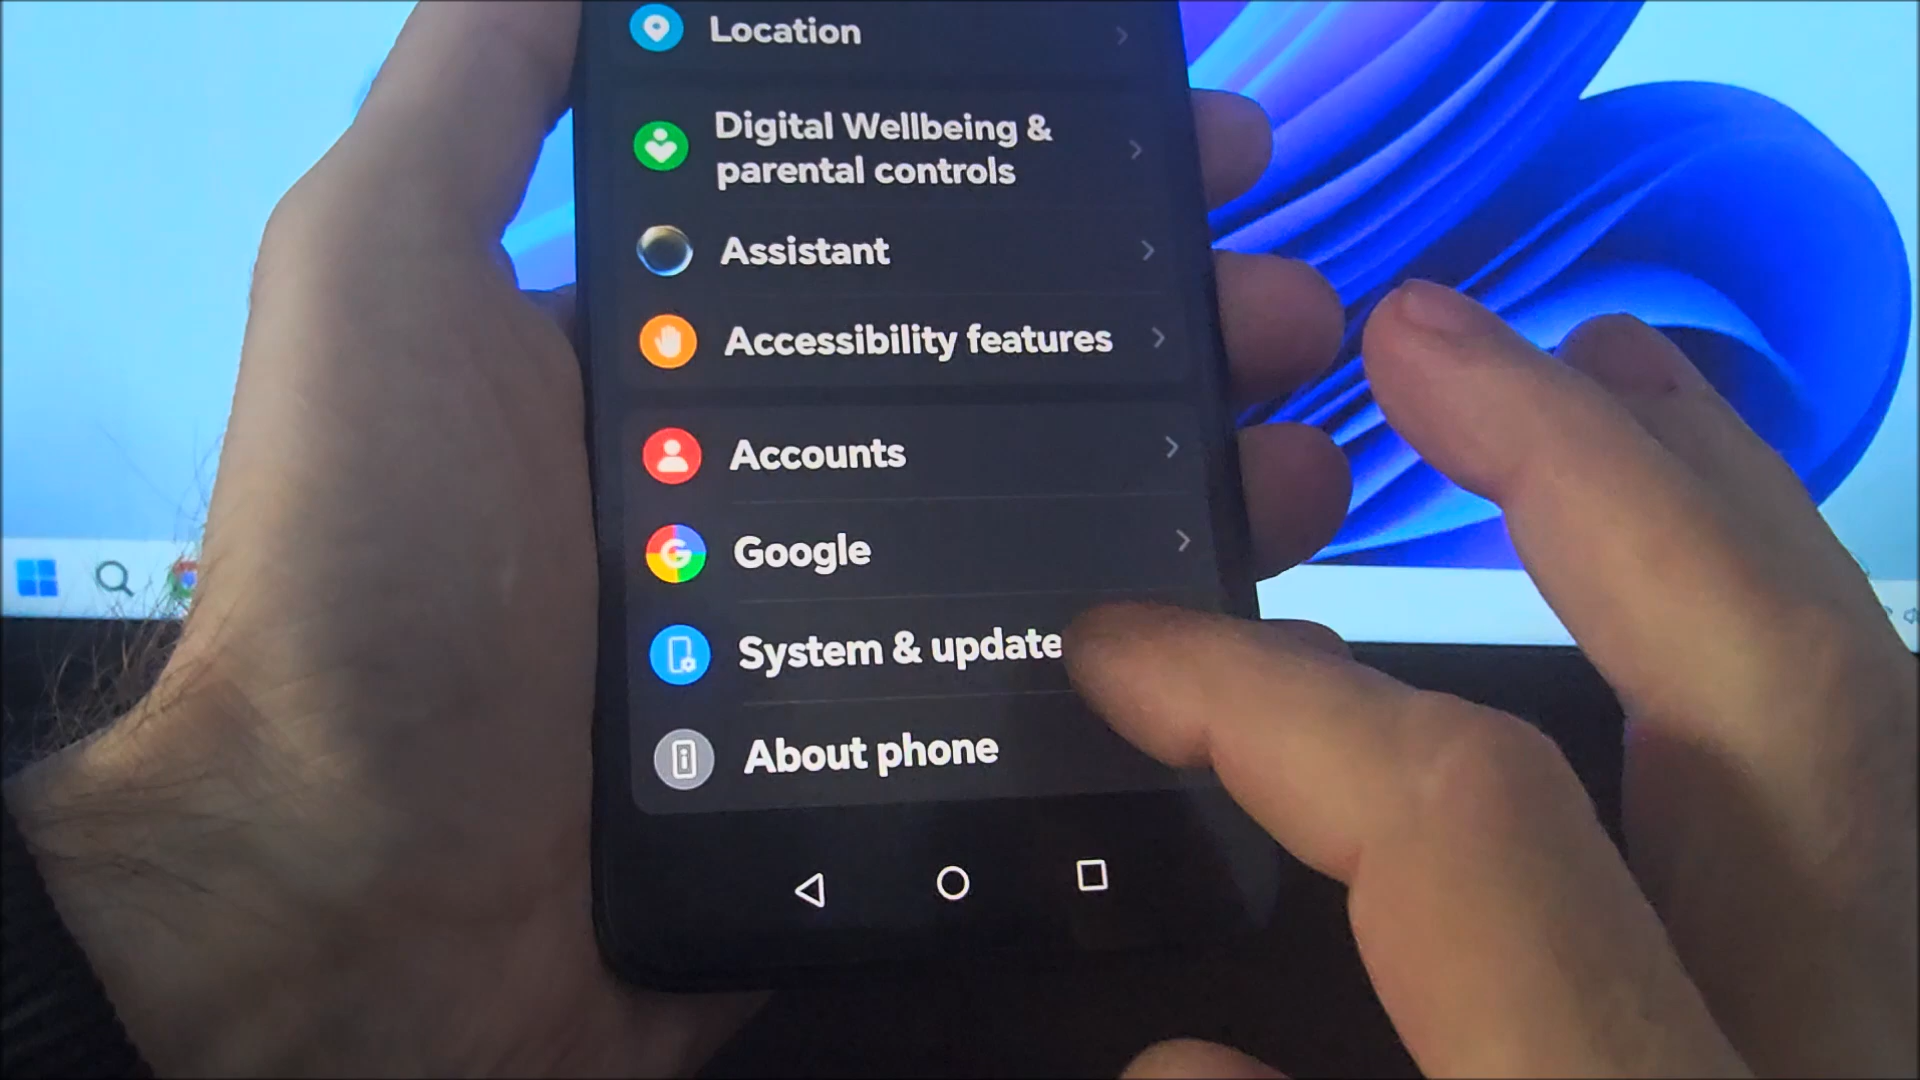 Location
Digital Wellbeing &
parental controls
Assistant
Accessibility features
Accounts
Google
System & update
About phone